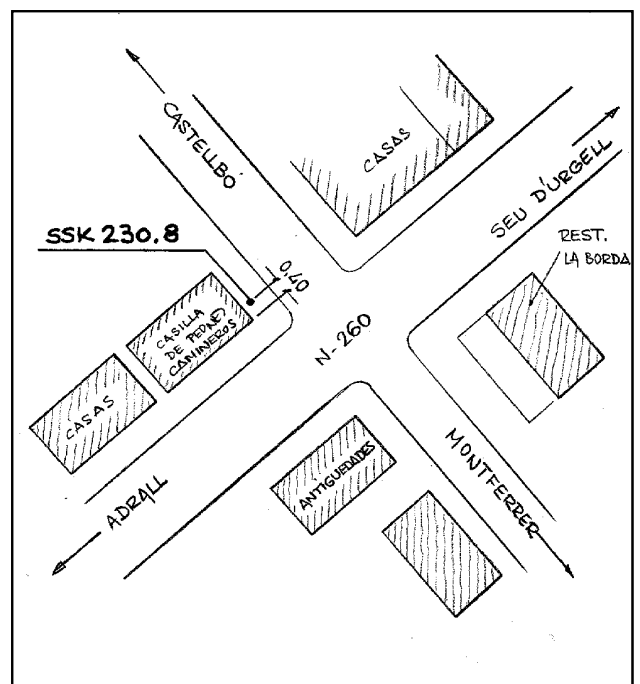 CASTELLBÓ
CASAS
SEU D'URGELL
SSK 230.8
0,40
REST.
LA BORDA
CASILLA
DE PEONES
CAMINEROS
N-260
CASAS
ADRALL
ANTIGUEDADES
MONTFERRER